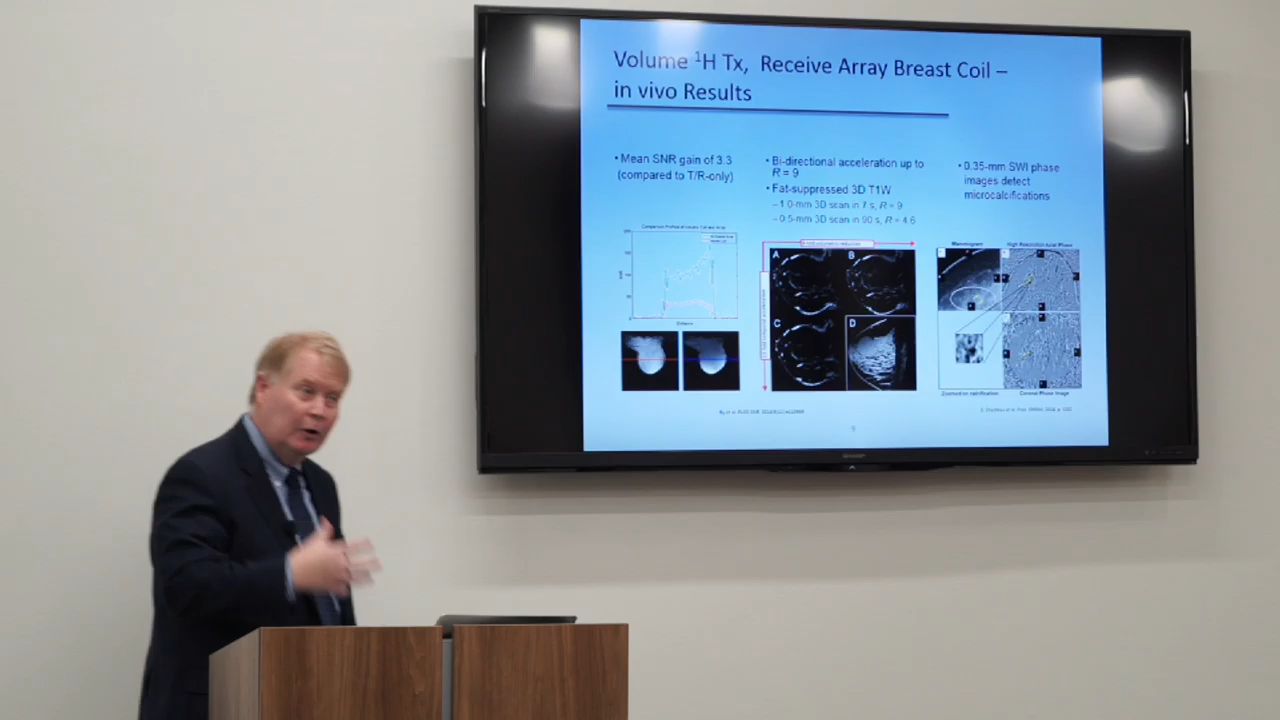 Volume ¹H Tx, Receive Array Breast Coil –
in vivo Results
• Mean SNR gain of 3.3
(compared to T/R-only)
• Bi-directional acceleration up to
R = 9
• Fat-suppressed 3D T1W
– 1.0-mm 3D scan in 7 s, R = 9
– 0.5-mm 3D scan in 90 s, R = 4.6
• 0.35-mm SWI phase
images detect
microcalcifications
Distance
A
B
C
D
Mammogram
High Resolution Axial Phase
Zoomed on calcification
Coronal Phase Image
9
SHARP